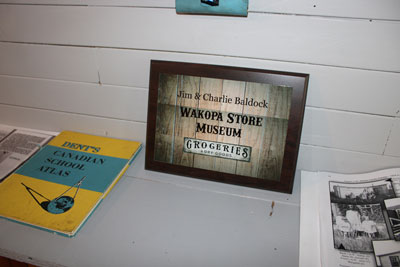 DENT'S
CANADIAN
SCHOOL
ATLAS
Jim & Charlie Baldock
WAKOPA STORE
MUSEUM
GROCERIES